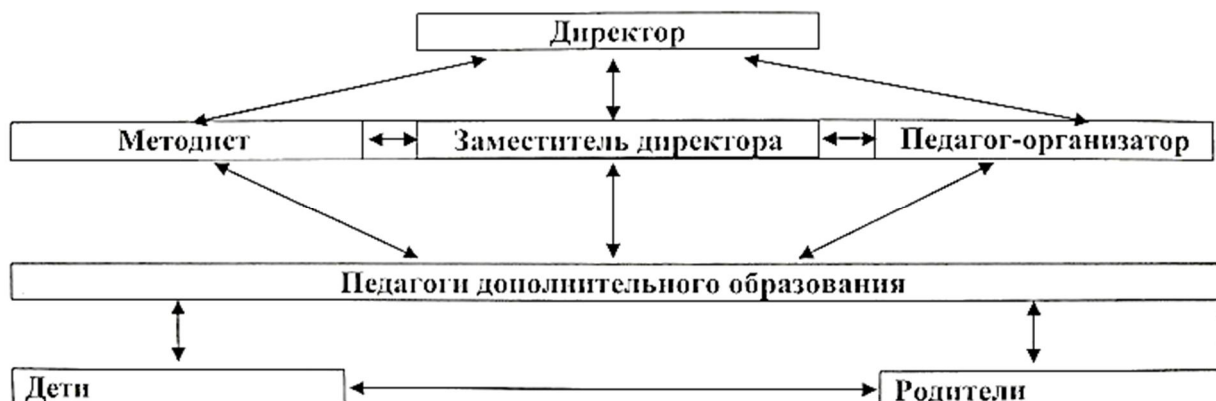 Директор
Методист Заместитель директора Педагог-организатор
Педагоги дополнительного образования
Дети Родители